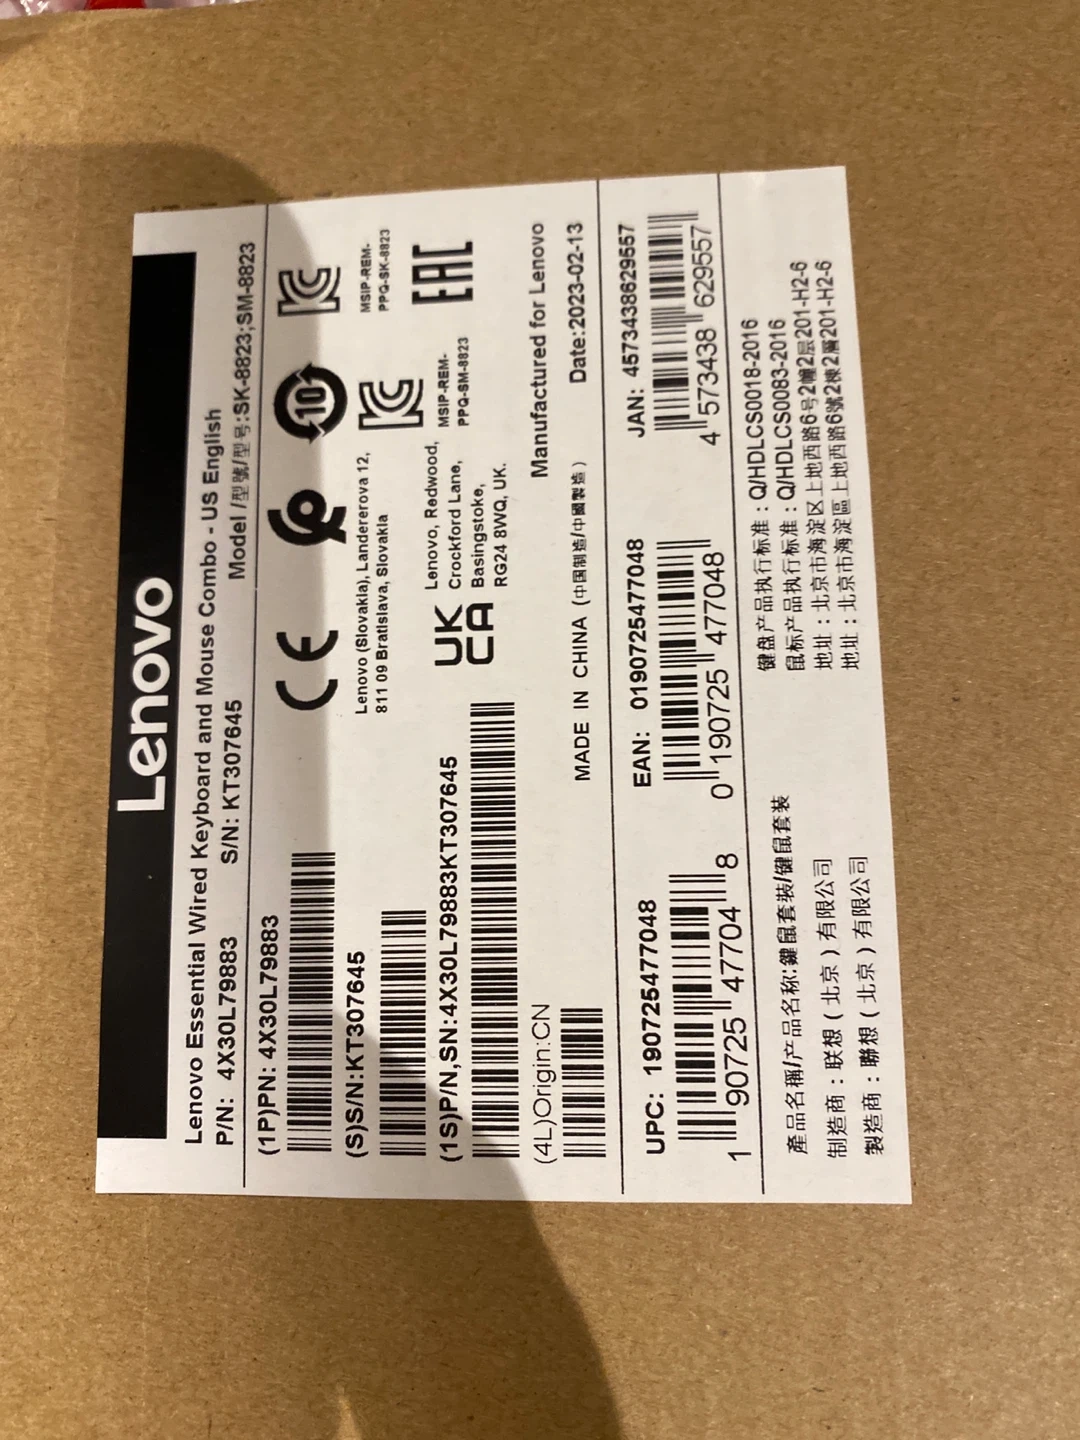 Lenovo
Lenovo Essential Wired Keyboard and Mouse Combo - US English
P/N: 4X30L79883 S/N: KT307645 Model /型號/型号:SK-8823;SM-8823
(1P)PN: 4X30L79883
10
MSIP-REM-
PPQ-SK-8823
(S)S/N:KT307645
Lenovo (Slovakia), Landererova 12,
811 09 Bratislava, Slovakia
MSIP-REM-
PPQ-SM-8823
EAC
(1S)P/N,SN:4X30L79883KT307645
UK
CA
Lenovo, Redwood,
Crockford Lane,
Basingstoke,
RG24 8WQ, UK.
(4L)Origin:CN
Manufactured for Lenovo
MADE IN CHINA (中国制造/中國製造) Date:2023-02-13
UPC: 190725477048 EAN: 0190725477048 JAN: 4573438629557
1 90725 47704 8 0 190725 477048 4 573438 629557
產品名稱/产品名称:鍵鼠套裝/键鼠套装
制造商：联想（北京）有限公司
製造商：聯想（北京）有限公司
键盘产品执行标准：Q/HDLCS0018-2016
鼠标产品执行标准：Q/HDLCS0083-2016
地址：北京市海淀区上地西路6号2幢2层201-H2-6
地址：北京市海淀區上地西路6號2棟2層201-H2-6